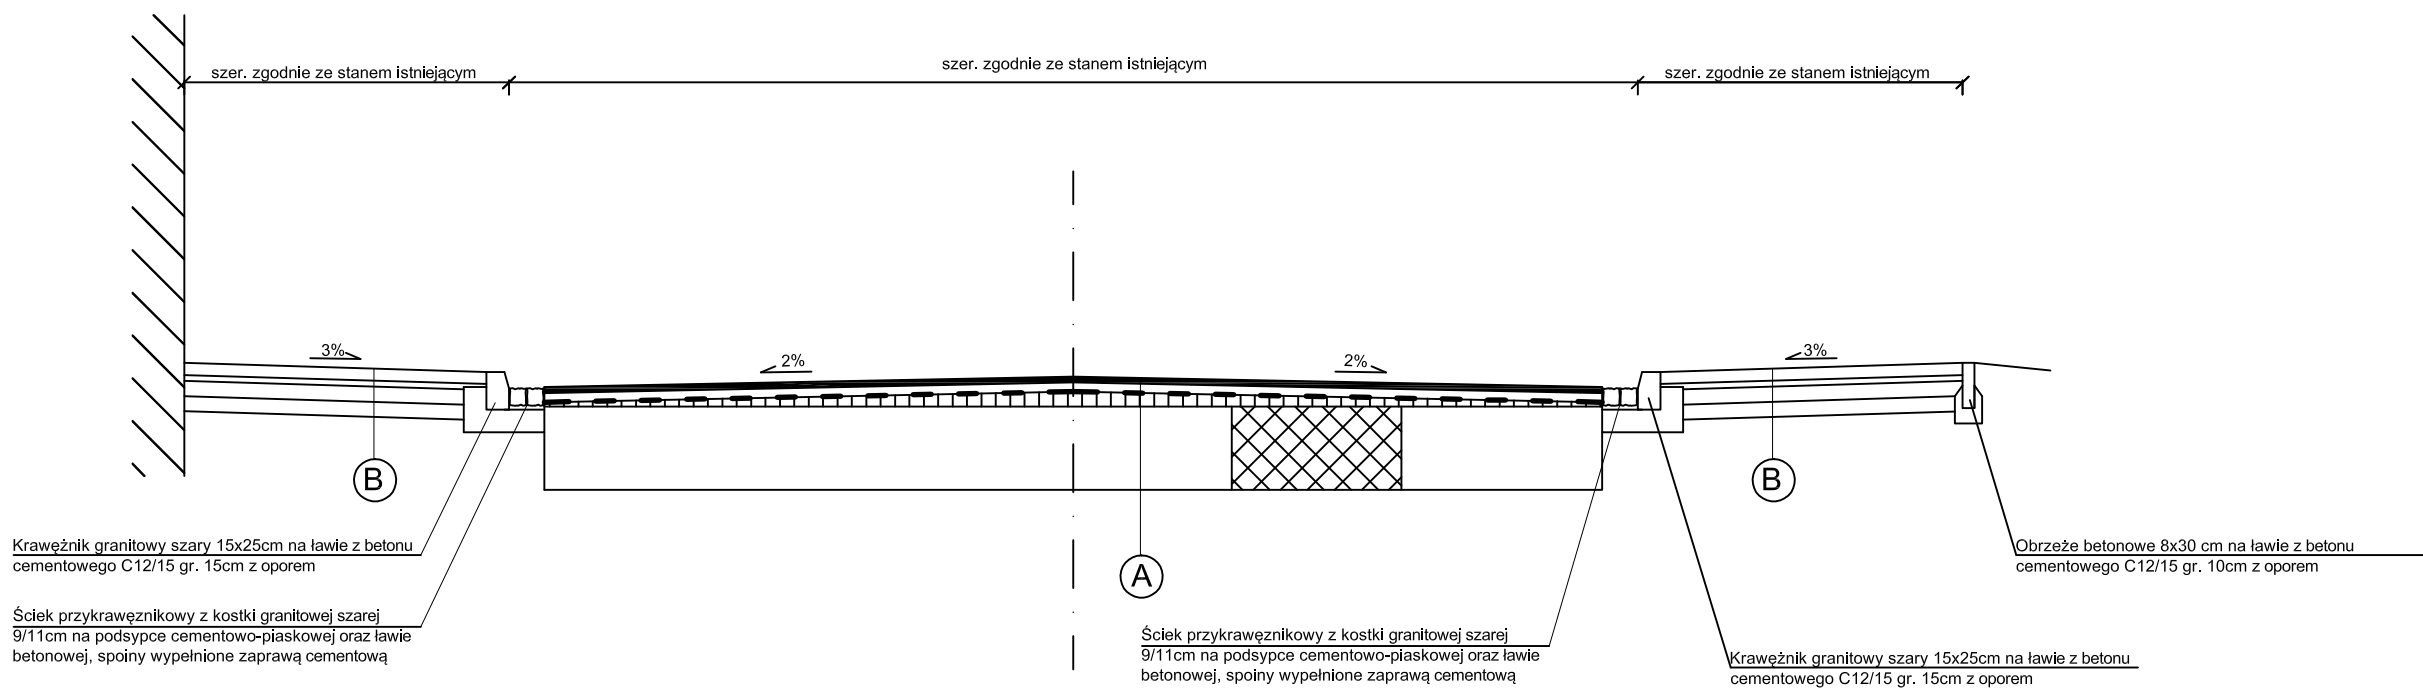 szer. zgodnie ze stanem istniejącym
szer. zgodnie ze stanem istniejącym
szer. zgodnie ze stanem istniejącym
3%
2%
2%
3%
B
A
B
Krawężnik granitowy szary 15x25cm na ławie z betonu
cementowego C12/15 gr. 15cm z oporem
Ściek przykrawęznikowy z kostki granitowej szarej
9/11cm na podsypce cementowo-piaskowej oraz ławie
betonowej, spoiny wypełnione zaprawą cementową
Ściek przykrawęznikowy z kostki granitowej szarej
9/11cm na podsypce cementowo-piaskowej oraz ławie
betonowej, spoiny wypełnione zaprawą cementową
Obrzeże betonowe 8x30 cm na ławie z betonu
cementowego C12/15 gr. 10cm z oporem
Krawężnik granitowy szary 15x25cm na ławie z betonu
cementowego C12/15 gr. 15cm z oporem